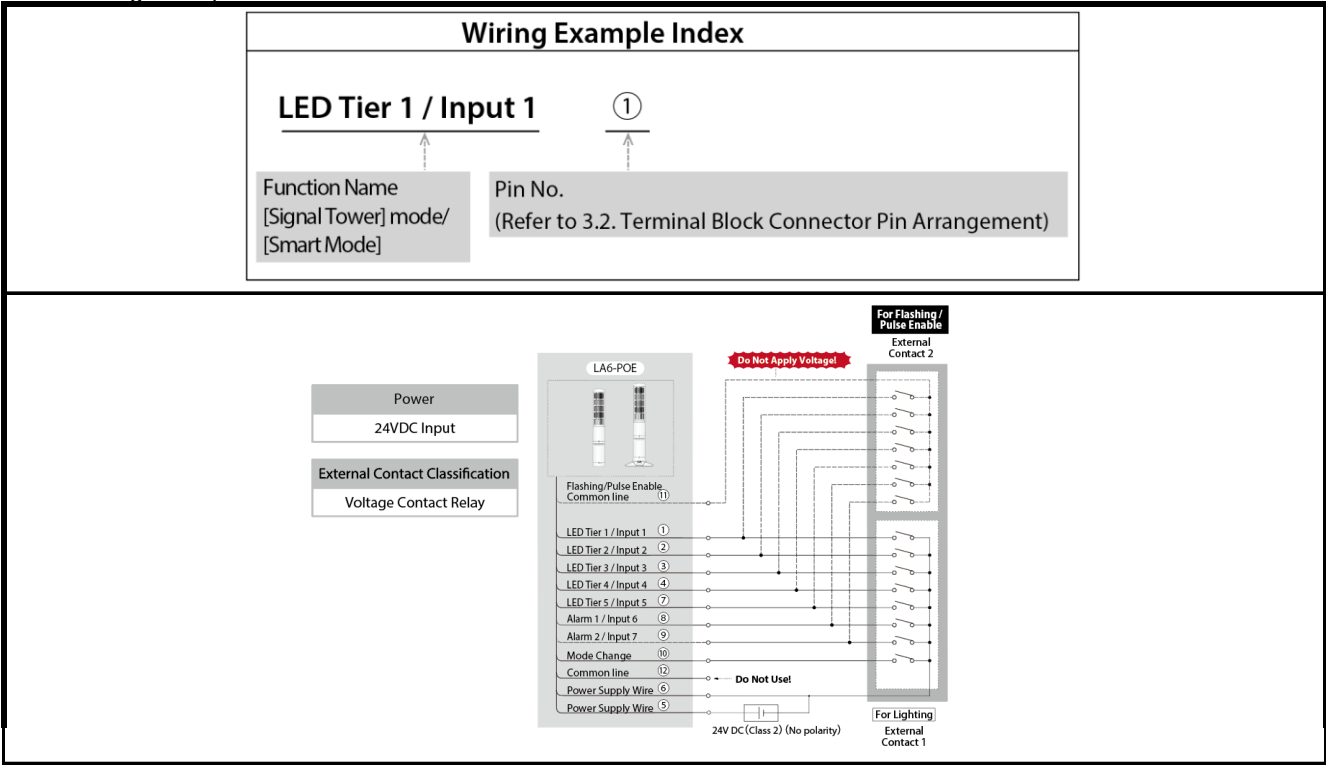 Wiring Example Index
LED Tier 1 / Input 1 ①
Function Name
[Signal Tower] mode/
[Smart Mode]
Pin No.
(Refer to 3.2. Terminal Block Connector Pin Arrangement)
For Flashing /
Pulse Enable
External
Contact 2
Do Not Apply Voltage!
LA6-POE
Power
24VDC Input
External Contact Classification
Voltage Contact Relay
Flashing/Pulse Enable
Common line ⑪
LED Tier 1 / Input 1 ①
LED Tier 2 / Input 2 ②
LED Tier 3 / Input 3 ③
LED Tier 4 / Input 4 ④
LED Tier 5 / Input 5 ⑦
Alarm 1 / Input 6 ⑧
Alarm 2 / Input 7 ⑨
Mode Change ⑩
Common line ⑫
Do Not Use!
Power Supply Wire ⑥
Power Supply Wire ⑤
24V DC (Class 2) (No polarity)
For Lighting
External
Contact 1